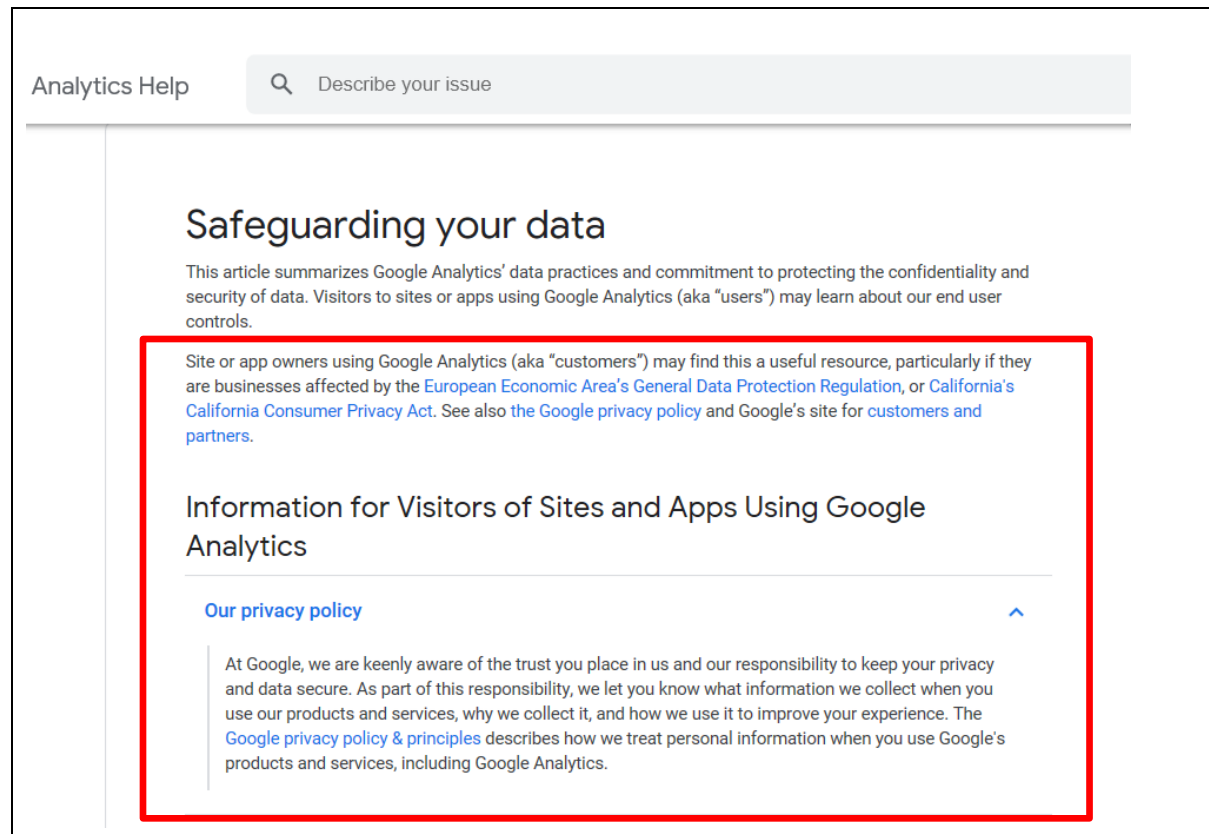 Analytics Help
Describe your issue
Safeguarding your data
This article summarizes Google Analytics’ data practices and commitment to protecting the confidentiality and
security of data. Visitors to sites or apps using Google Analytics (aka “users”) may learn about our end user
controls.
Site or app owners using Google Analytics (aka “customers”) may find this a useful resource, particularly if they
are businesses affected by the European Economic Area’s General Data Protection Regulation, or California's
California Consumer Privacy Act. See also the Google privacy policy and Google’s site for customers and
partners.
Information for Visitors of Sites and Apps Using Google
Analytics
Our privacy policy
At Google, we are keenly aware of the trust you place in us and our responsibility to keep your privacy
and data secure. As part of this responsibility, we let you know what information we collect when you
use our products and services, why we collect it, and how we use it to improve your experience. The
Google privacy policy & principles describes how we treat personal information when you use Google's
products and services, including Google Analytics.